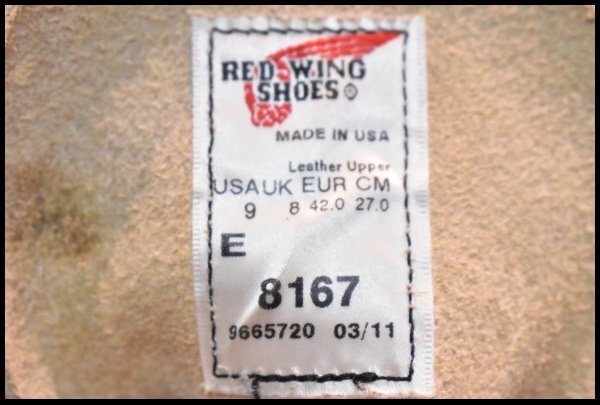 RED WING
SHOES®
MADE IN USA
Leather Upper
USA UK EUR CM
9 8 42.0 27.0
E
8167
9665720 03/11